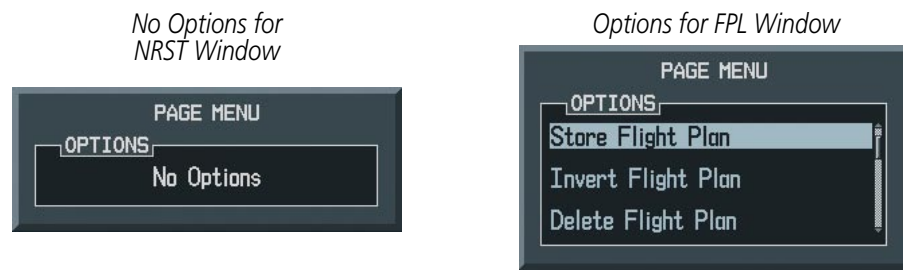 No Options for
NRST Window
PAGE MENU
OPTIONS
No Options
Options for FPL Window
PAGE MENU
OPTIONS
Store Flight Plan
Invert Flight Plan
Delete Flight Plan